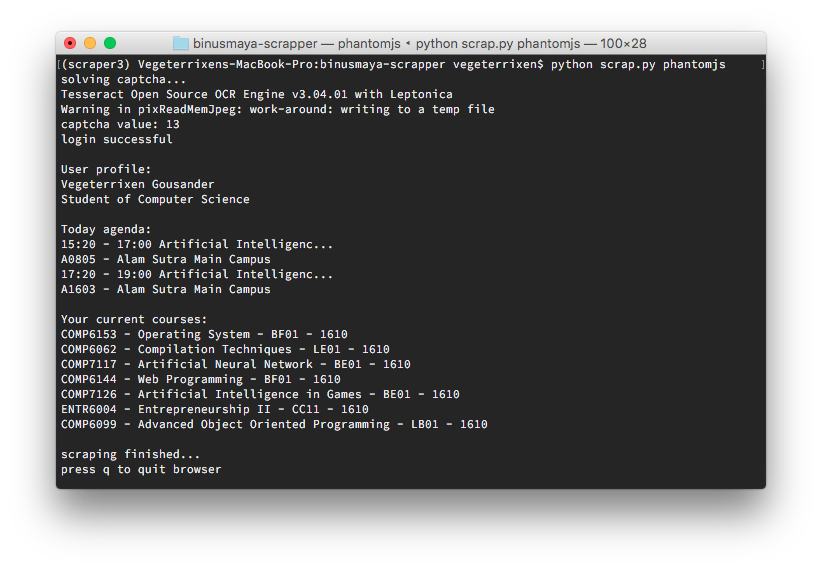 binusmaya-scrapper — phantomjs • python scrap.py phantomjs — 100×28
[(scraper3) Vegeterrixens-MacBook-Pro:binusmaya-scrapper vegeterrixen$ python scrap.py phantomjs ]
solving captcha...
Tesseract Open Source OCR Engine v3.04.01 with Leptonica
Warning in pixReadMemJpeg: work-around: writing to a temp file
captcha value: 13
login successful
User profile:
Vegeterrixen Gousander
Student of Computer Science
Today agenda:
15:20 - 17:00 Artificial Intelligenc...
A0805 - Alam Sutra Main Campus
17:20 - 19:00 Artificial Intelligenc...
A1603 - Alam Sutra Main Campus
Your current courses:
COMP6153 - Operating System - BF01 - 1610
COMP6062 - Compilation Techniques - LE01 - 1610
COMP7117 - Artificial Neural Network - BE01 - 1610
COMP6144 - Web Programming - BF01 - 1610
COMP7126 - Artificial Intelligence in Games - BE01 - 1610
ENTR6004 - Entrepreneurship II - CC11 - 1610
COMP6099 - Advanced Object Oriented Programming - LB01 - 1610
scraping finished...
press q to quit browser